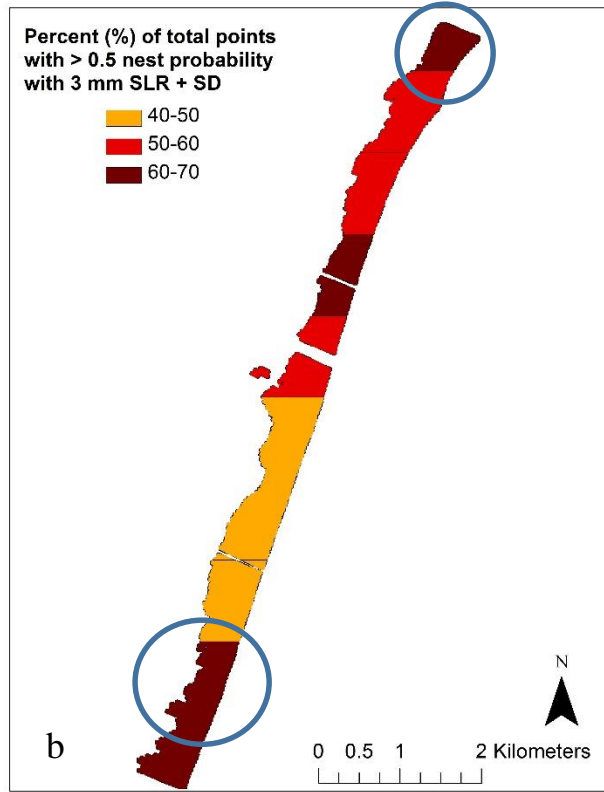 Percent (%) of total points
with > 0.5 nest probability
with 3 mm SLR + SD
40-50
50-60
60-70
b
N
0 0.5 1 2 Kilometers